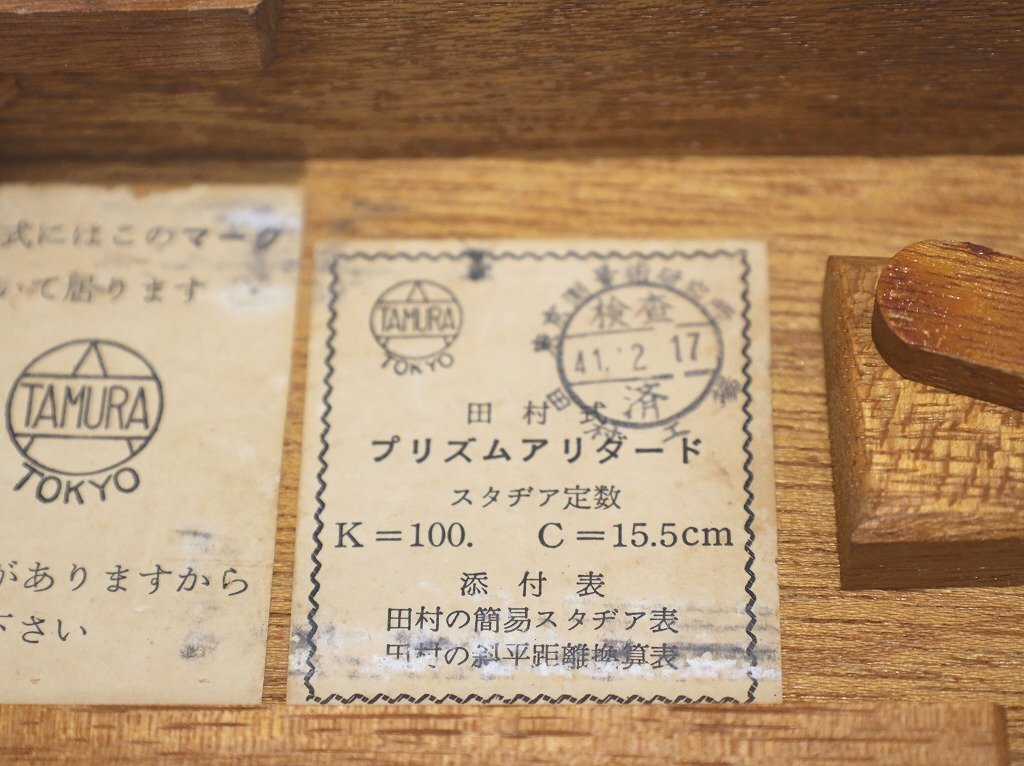 式にはこのマーク
いて居ります
TAMURA
TOKYO
がありますから
下さい
TAMURA
TOKYO
検査
41.2.17
済
田村式
プリズムアリダード
スタヂア定数
K=100. C=15.5cm
添付表
田村の簡易スタヂア表
田村の斜平距離換算表